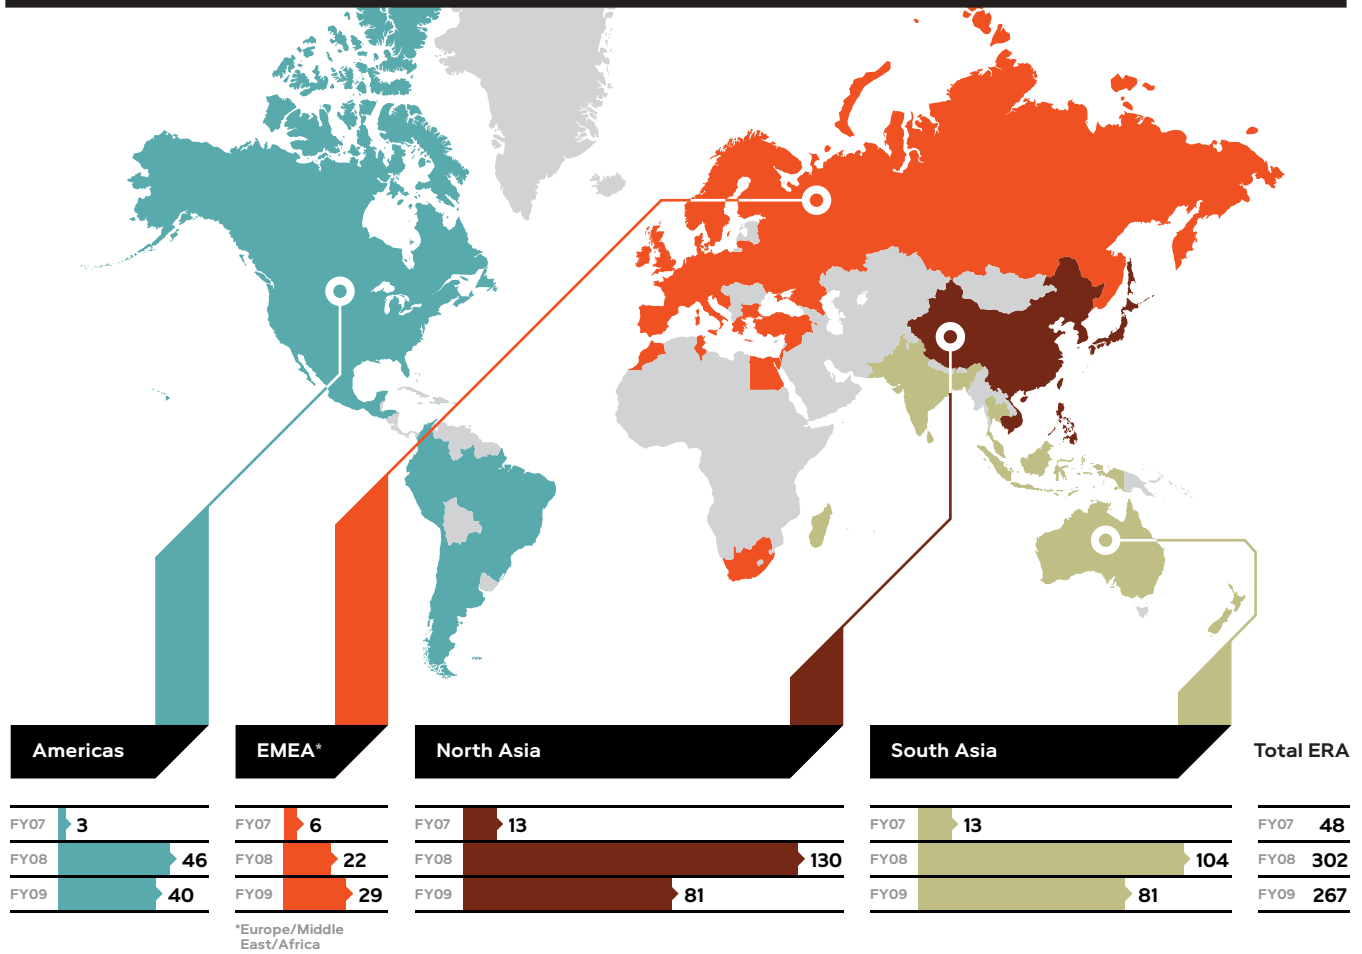 Americas
FY07 3
FY08 46
FY09 40
EMEA*
FY07 6
FY08 22
FY09 29
*Europe/Middle
East/Africa
North Asia
FY07 13
FY08 130
FY09 81
South Asia
FY07 13
FY08 104
FY09 81
Total ERA
FY07 48
FY08 302
FY09 267